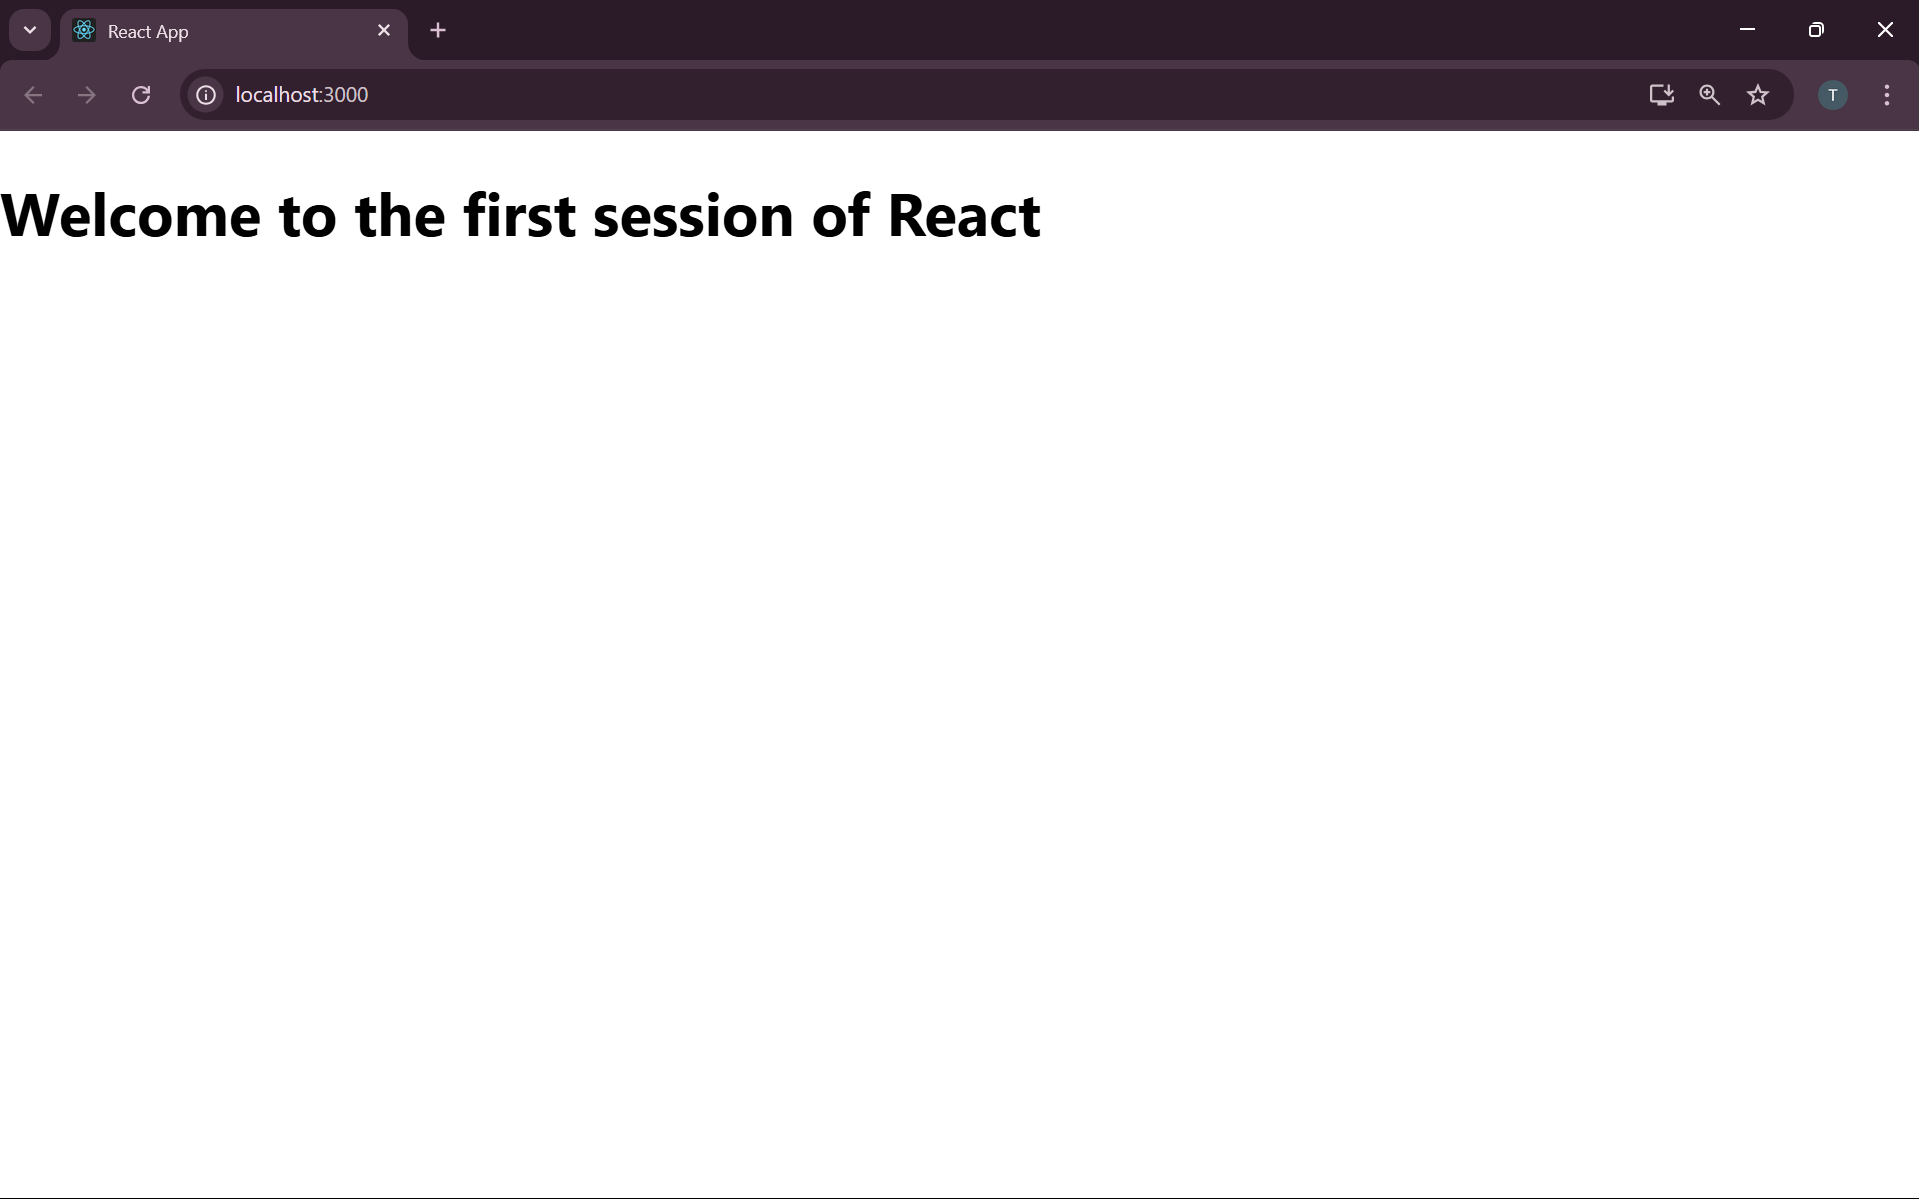 React App
localhost:3000
T
Welcome to the first session of React